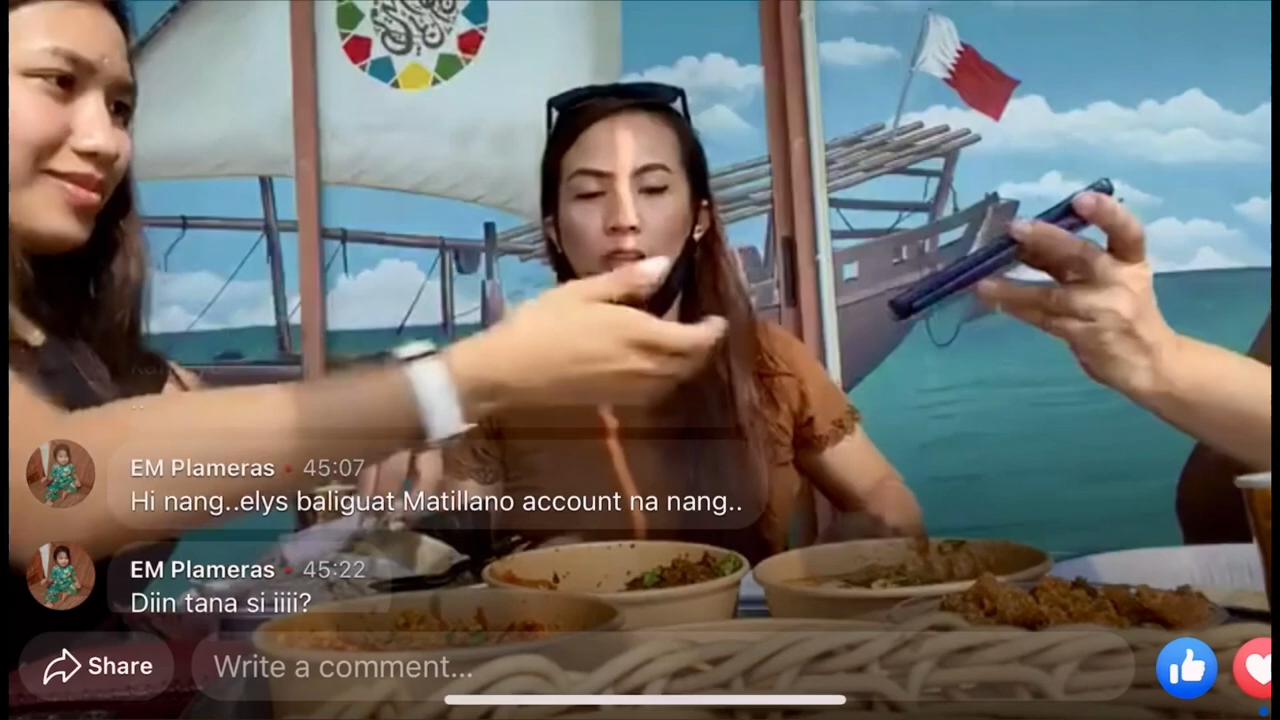 EM Plameras • 45:07
Hi nang..elys baliguat Matillano account na nang..
EM Plameras • 45:22
Diin tana si iiii?
Share
Write a comment...